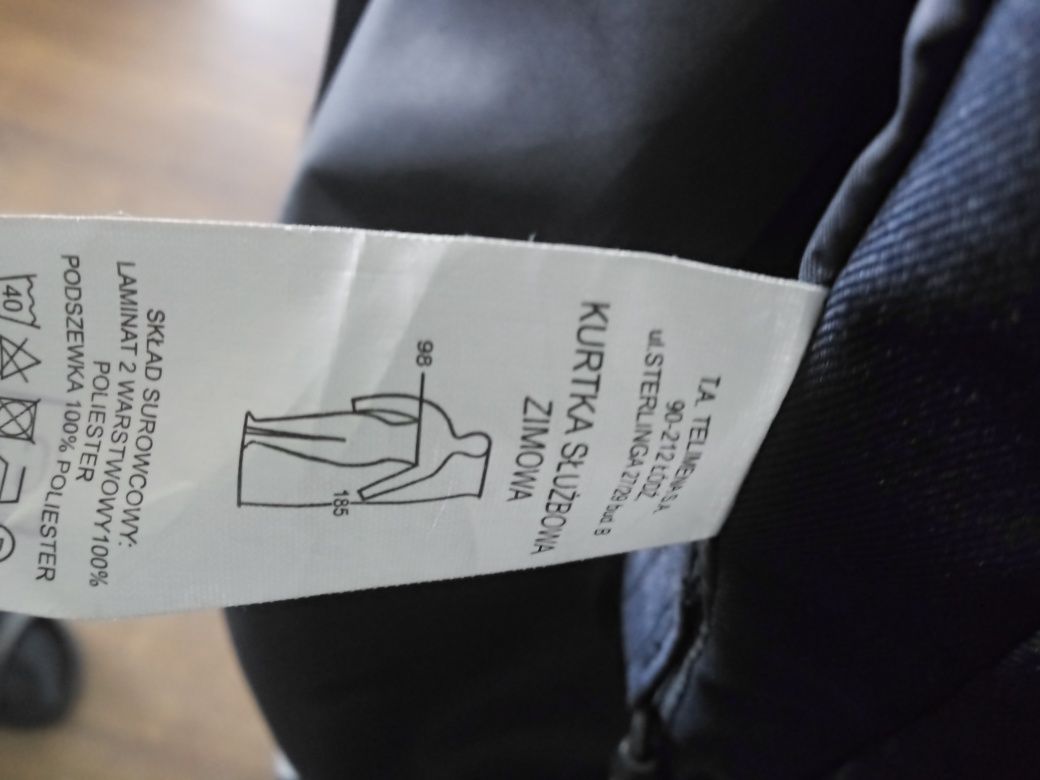 T.A. TELIMENA S.A
90-212 ŁÓDŹ
ul.STERLINGA 27/29 bud B
KURTKA SŁUŻBOWA
ZIMOWA
98
185
SKŁAD SUROWCOWY:
LAMINAT 2 WARSTWOWY100%
POLIESTER
PODSZEWKA 100% POLIESTER
40